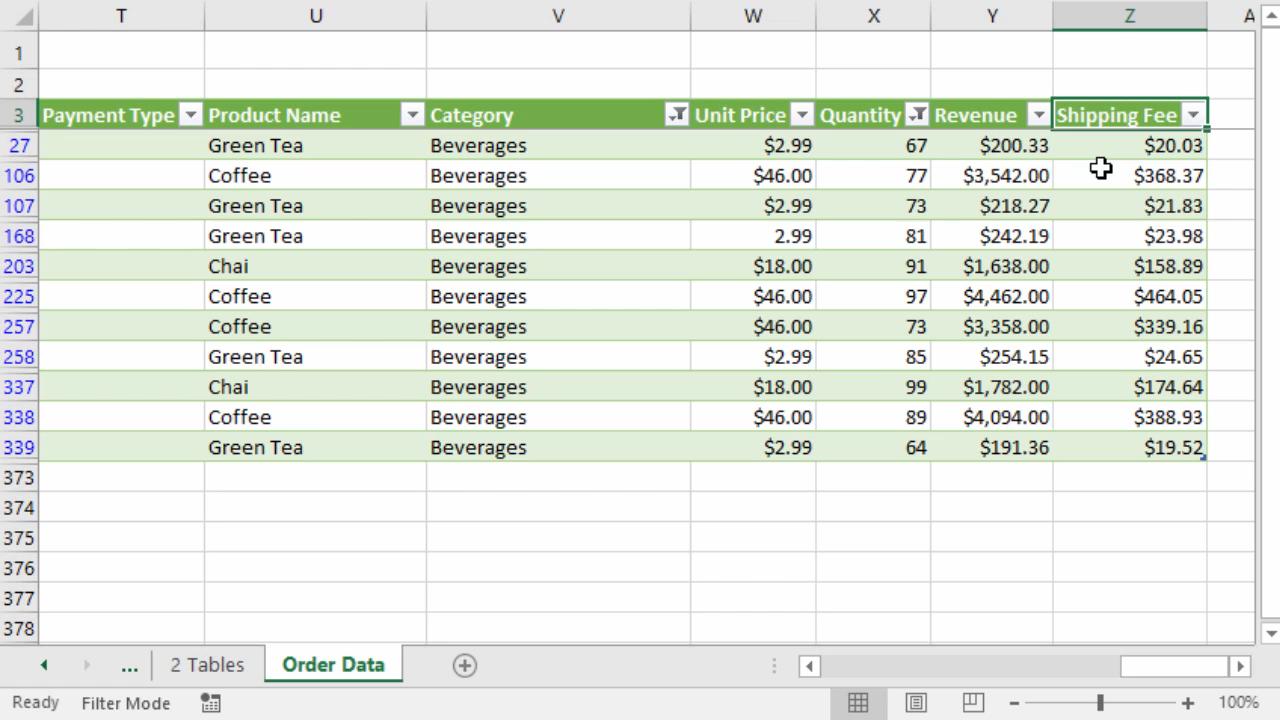 T U V W X Y Z A
1
2
3 Payment Type Product Name Category Unit Price Quantity Revenue Shipping Fee
27 Green Tea Beverages $2.99 67 $200.33 $20.03
106 Coffee Beverages $46.00 77 $3,542.00 $368.37
107 Green Tea Beverages $2.99 73 $218.27 $21.83
168 Green Tea Beverages 2.99 81 $242.19 $23.98
203 Chai Beverages $18.00 91 $1,638.00 $158.89
225 Coffee Beverages $46.00 97 $4,462.00 $464.05
257 Coffee Beverages $46.00 73 $3,358.00 $339.16
258 Green Tea Beverages $2.99 85 $254.15 $24.65
337 Chai Beverages $18.00 99 $1,782.00 $174.64
338 Coffee Beverages $46.00 89 $4,094.00 $388.93
339 Green Tea Beverages $2.99 64 $191.36 $19.52
373
374
375
376
377
378
... 2 Tables Order Data
Ready Filter Mode 100%